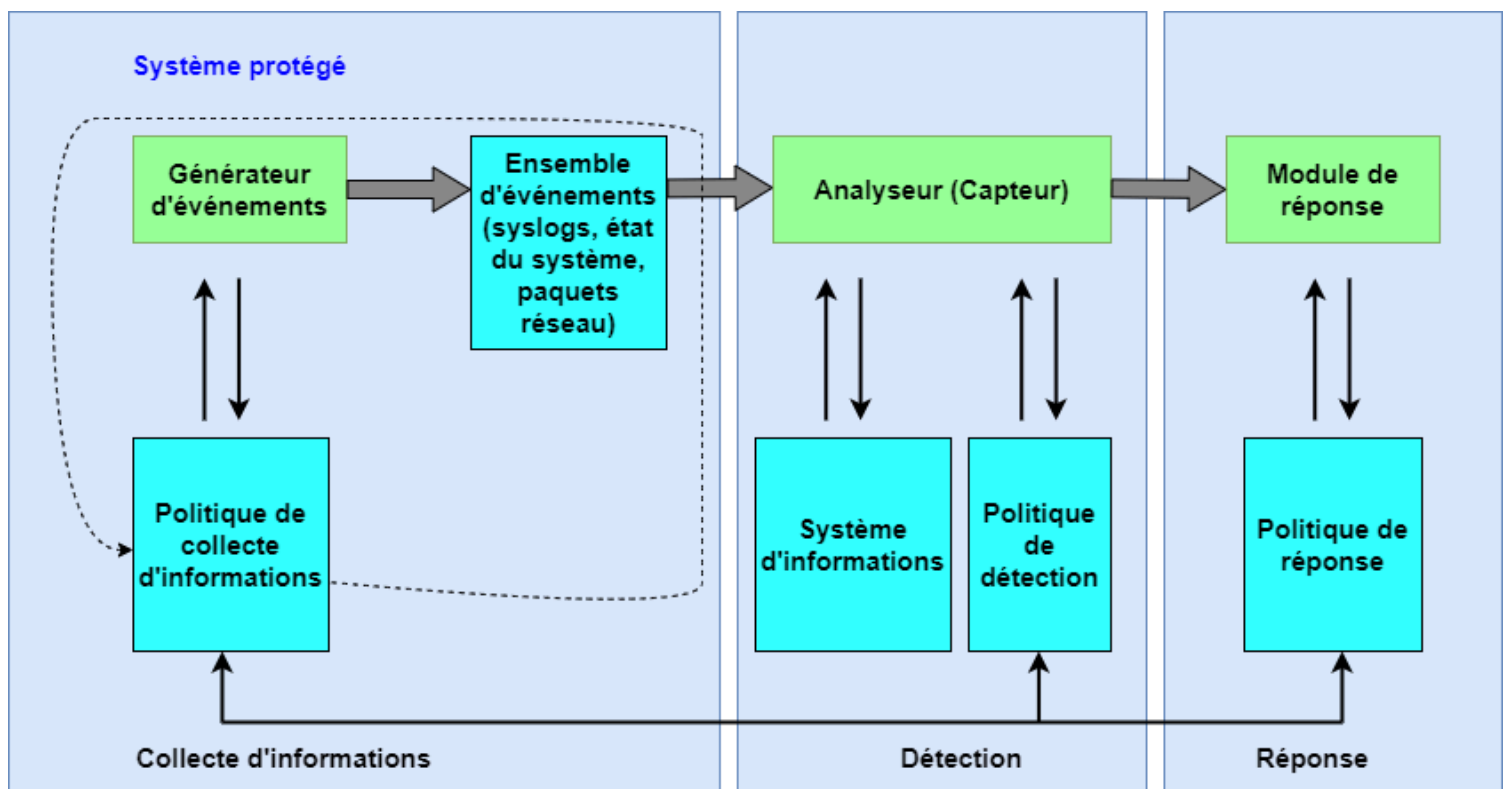 Système protégé
Générateur
d'événements
Ensemble
d'événements
(syslogs, état
du système,
paquets
réseau)
Analyseur (Capteur)
Module de
réponse
Politique de
collecte
d'informations
Système
d'informations
Politique
de
détection
Politique de
réponse
Collecte d'informations
Détection
Réponse